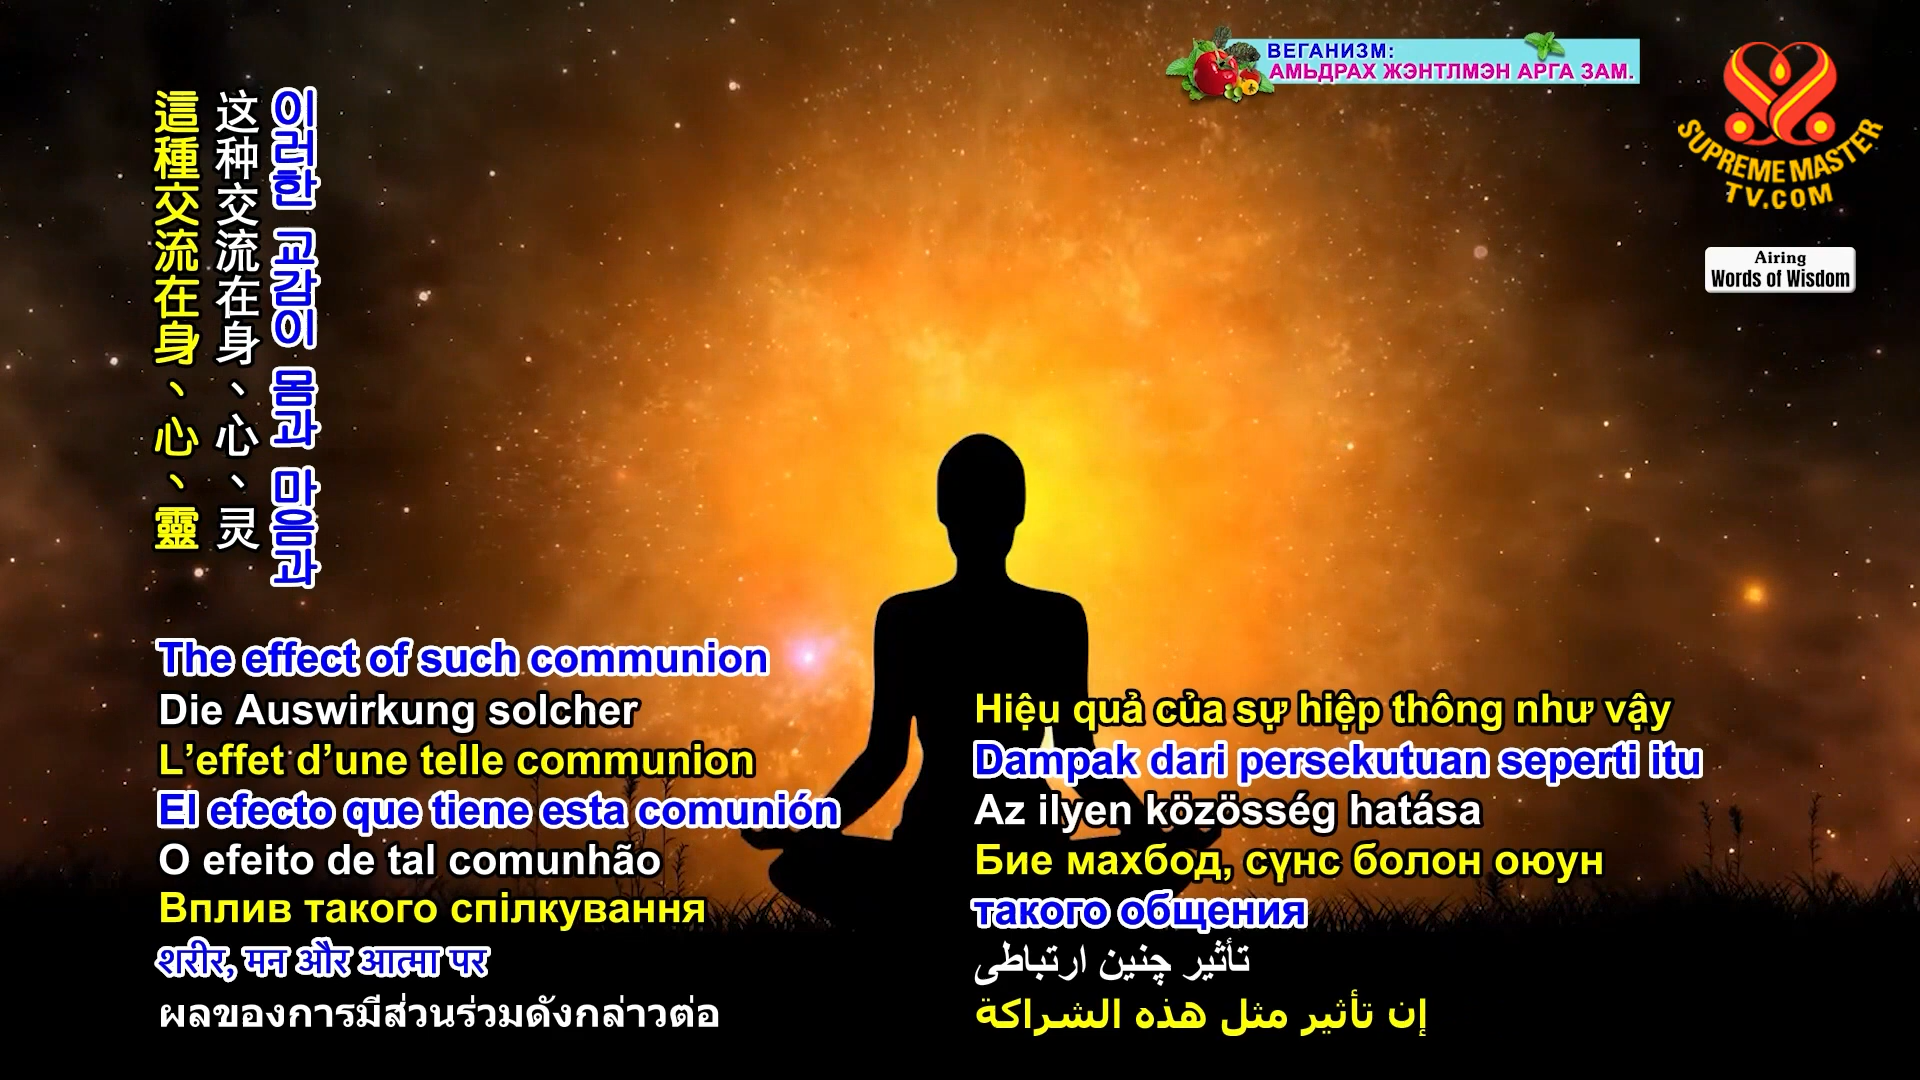 ВЕГАНИЗМ:
АМЬДРАХ ЖЭНТЛМЭН АРГА ЗАМ.
SUPREME MASTER
TV.COM
Airing
Words of Wisdom
이러한 교감이 몸과 마음과
这种交流在身、心、灵
這種交流在身、心、靈
The effect of such communion
Die Auswirkung solcher
L’effet d’une telle communion
El efecto que tiene esta comunión
O efeito de tal comunhão
Вплив такого спілкування
शरीर, मन और आत्मा पर
ผลของการมีส่วนร่วมดังกล่าวต่อ
Hiệu quả của sự hiệp thông như vậy
Dampak dari persekutuan seperti itu
Az ilyen közösség hatása
Бие махбод, сүнс болон оюун
такого общения
تأثیر چنین ارتباطی
إن تأثير مثل هذه الشراكة